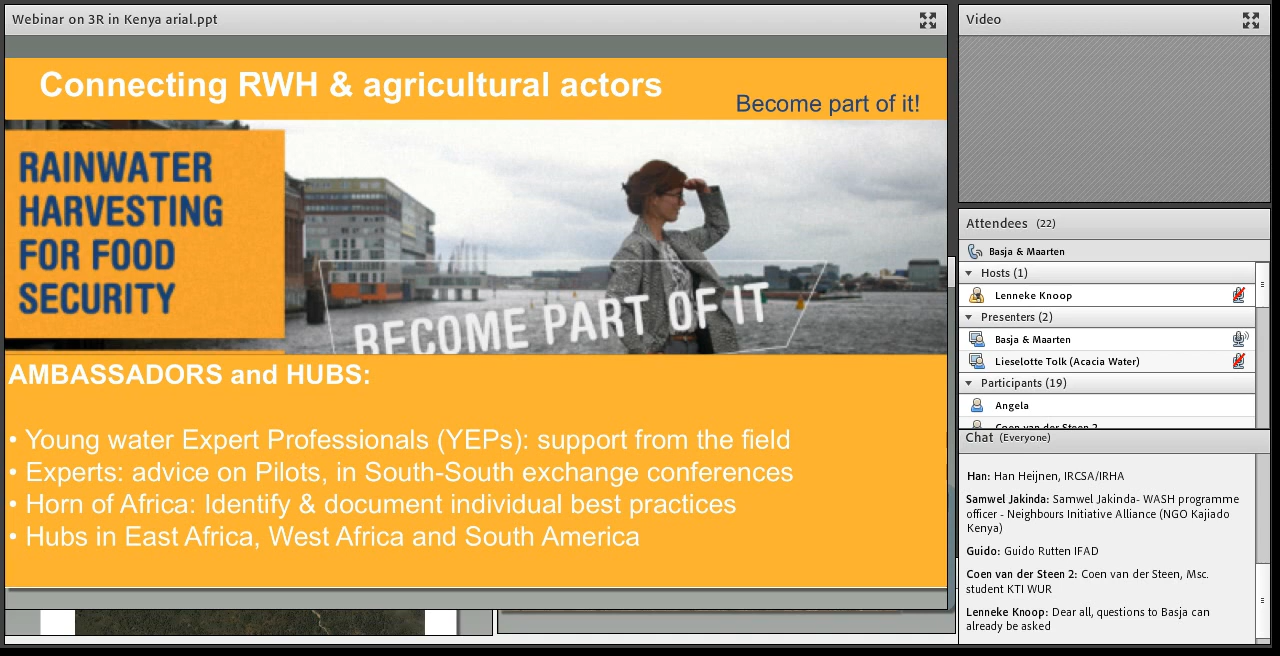 Webinar on 3R in Kenya arial.ppt
Connecting RWH & agricultural actors
Become part of it!
RAINWATER
HARVESTING
FOR FOOD
SECURITY
BECOME PART OF IT
AMBASSADORS and HUBS:
• Young water Expert Professionals (YEPs): support from the field
• Experts: advice on Pilots, in South-South exchange conferences
• Horn of Africa: Identify & document individual best practices
• Hubs in East Africa, West Africa and South America
Video
Attendees (22)
Basja & Maarten
Hosts (1)
Lenneke Knoop
Presenters (2)
Basja & Maarten
Lieselotte Tolk (Acacia Water)
Participants (19)
Angela
Coen van der Steen 2
Chat (Everyone)
Han: Han Heijnen, IRCSA/IRHA
Samwel Jakinda: Samwel Jakinda- WASH programme
officer - Neighbours Initiative Alliance (NGO Kajiado
Kenya)
Guido: Guido Rutten IFAD
Coen van der Steen 2: Coen van der Steen, Msc.
student KTI WUR
Lenneke Knoop: Dear all, questions to Basja can
already be asked